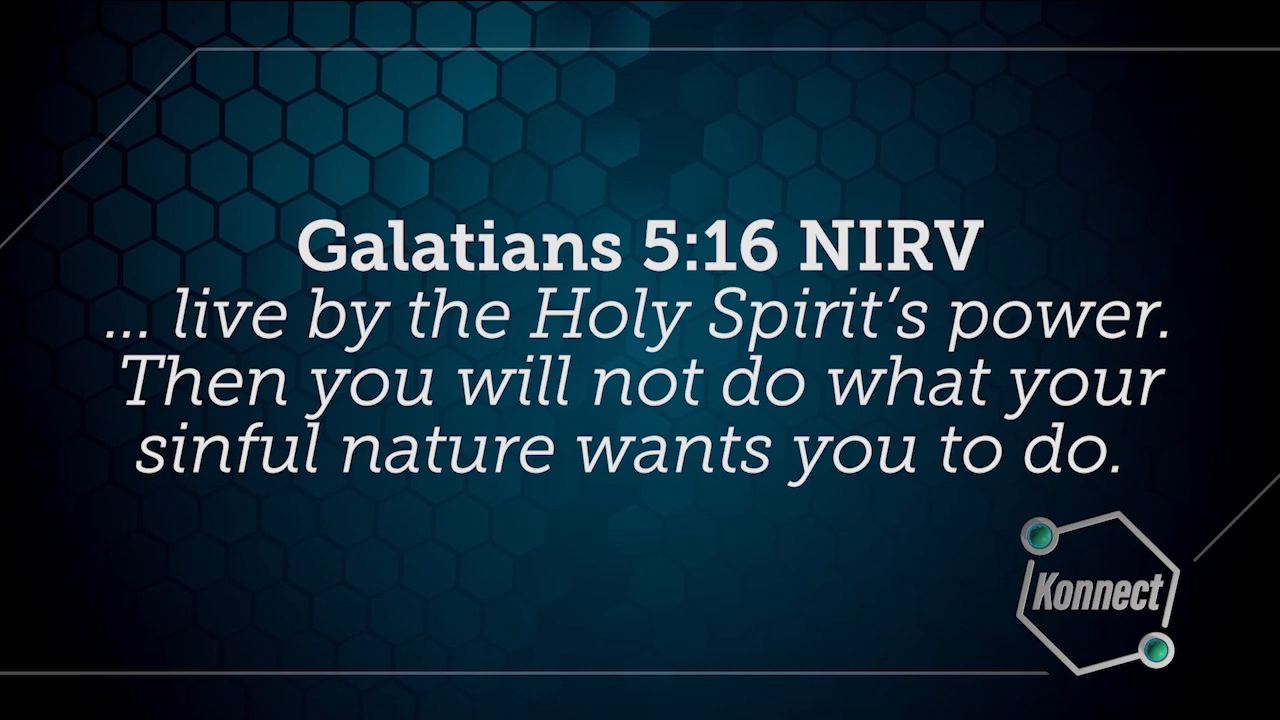 Galatians 5:16 NIRV
... live by the Holy Spirit’s power.
Then you will not do what your
sinful nature wants you to do.
Konnect